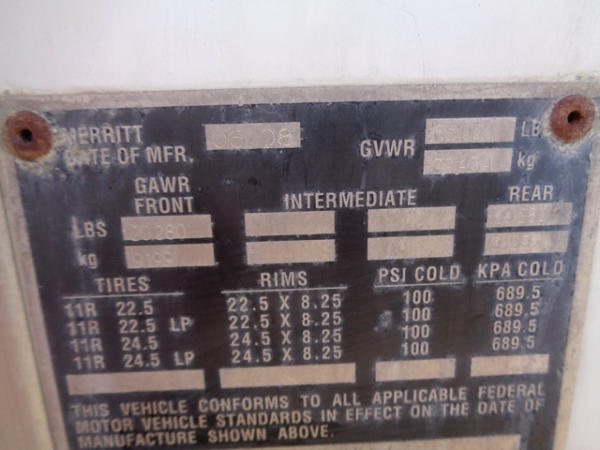 MERRITT
DATE OF MFR. 06/08
GVWR LB
kg
GAWR
FRONT INTERMEDIATE REAR
LBS 20,280
kg
TIRES RIMS PSI COLD KPA COLD
11R 22.5 22.5 X 8.25 100 689.5
11R 22.5 LP 22.5 X 8.25 100 689.5
11R 24.5 24.5 X 8.25 100 689.5
11R 24.5 LP 24.5 X 8.25 100 689.5
THIS VEHICLE CONFORMS TO ALL APPLICABLE FEDERAL
MOTOR VEHICLE STANDARDS IN EFFECT ON THE DATE OF
MANUFACTURE SHOWN ABOVE.